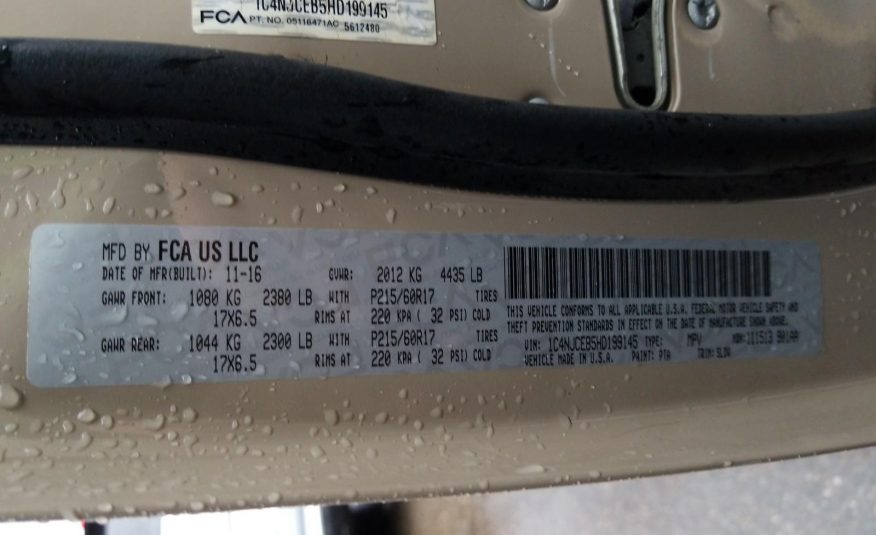 1C4NJCEB5HD199145
FCA PT. NO. 05116471AC 5612480
MFD BY FCA US LLC
DATE OF MFR(BUILT): 11-16 GVWR: 2012 KG 4435 LB
GAWR FRONT: 1080 KG 2380 LB WITH P215/60R17 TIRES
17X6.5 RIMS AT 220 KPA ( 32 PSI) COLD
GAWR REAR: 1044 KG 2300 LB WITH P215/60R17 TIRES
17X6.5 RIMS AT 220 KPA ( 32 PSI) COLD
THIS VEHICLE CONFORMS TO ALL APPLICABLE U.S.A. FEDERAL MOTOR VEHICLE SAFETY AND
THEFT PREVENTION STANDARDS IN EFFECT ON THE DATE OF MANUFACTURE SHOWN ABOVE.
VIN: 1C4NJCEB5HD199145 TYPE: MPV MDH:
VEHICLE MADE IN U.S.A. PAINT: PTA TRIM: